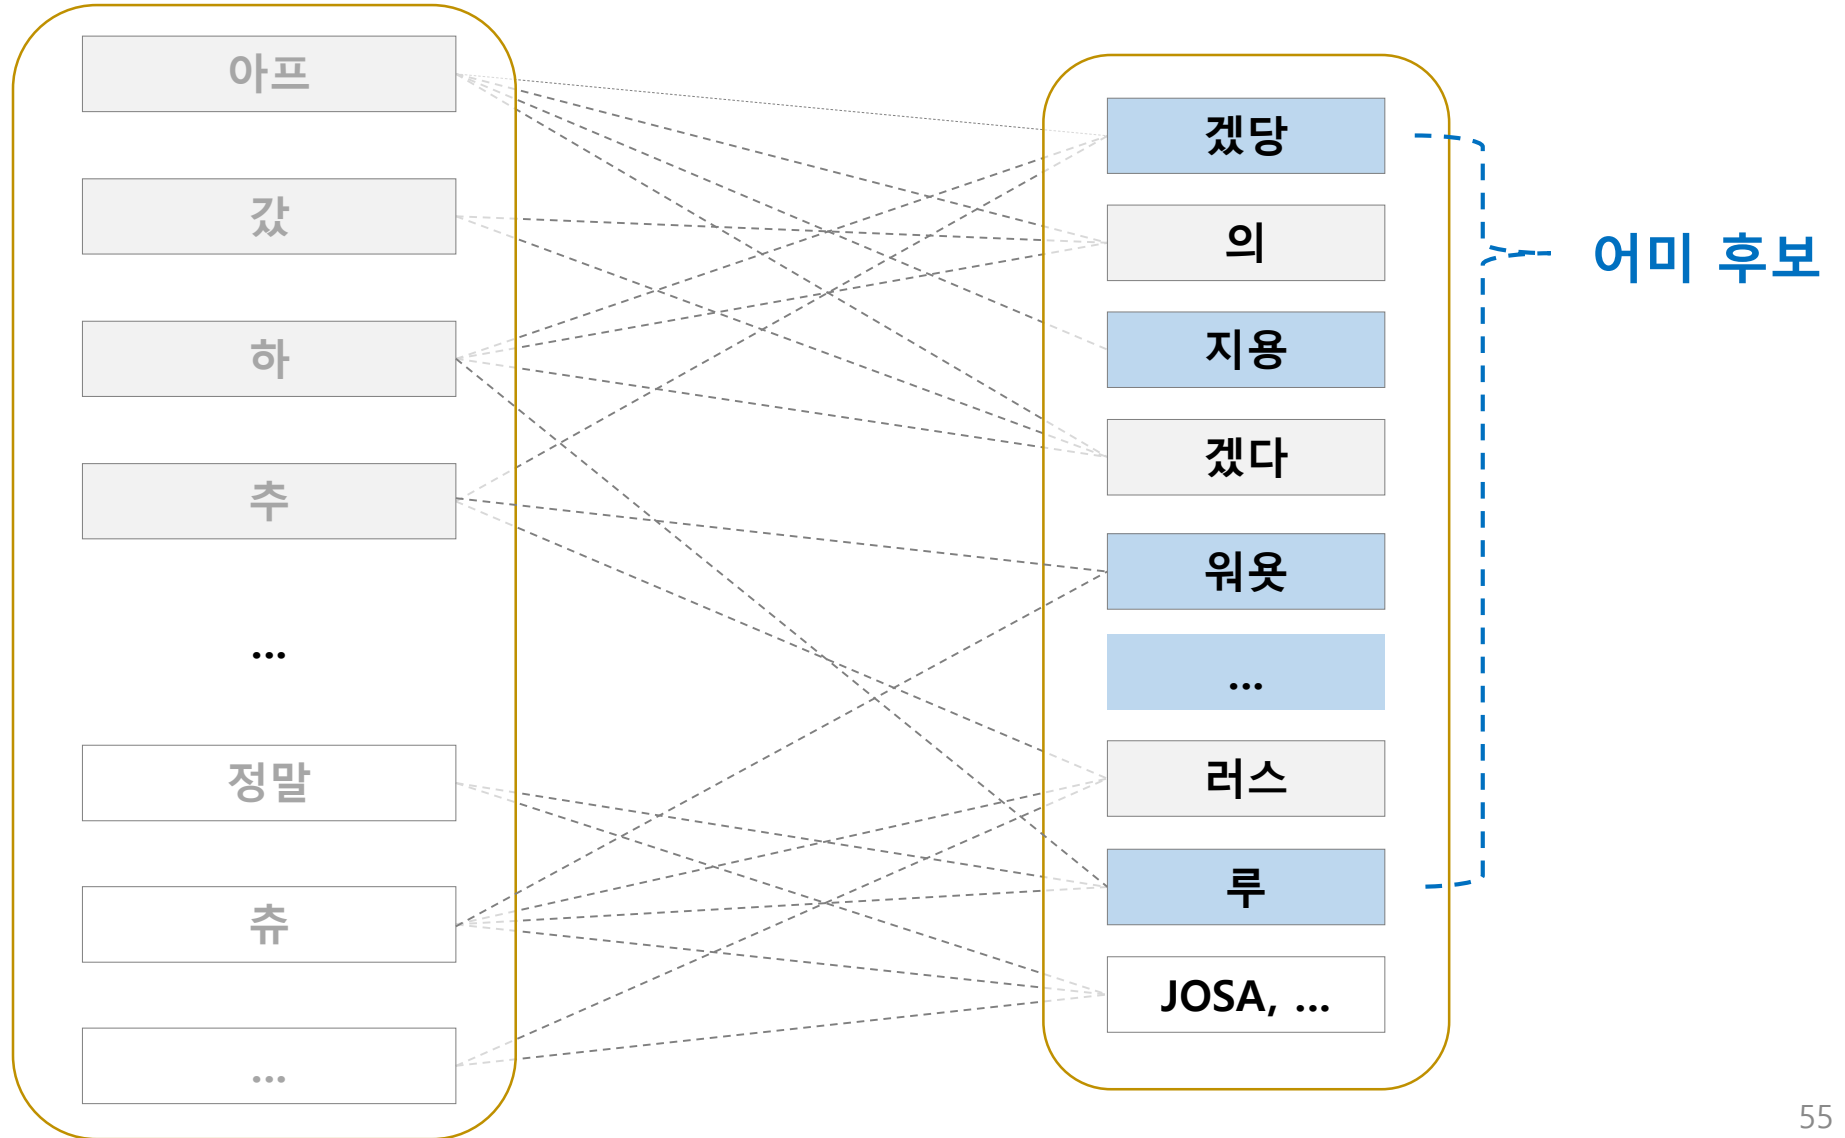 아프
갔
하
추
...
정말
츄
...
겠당
의
지용
겠다
워욧
...
러스
루
JOSA, ...
어미 후보
55